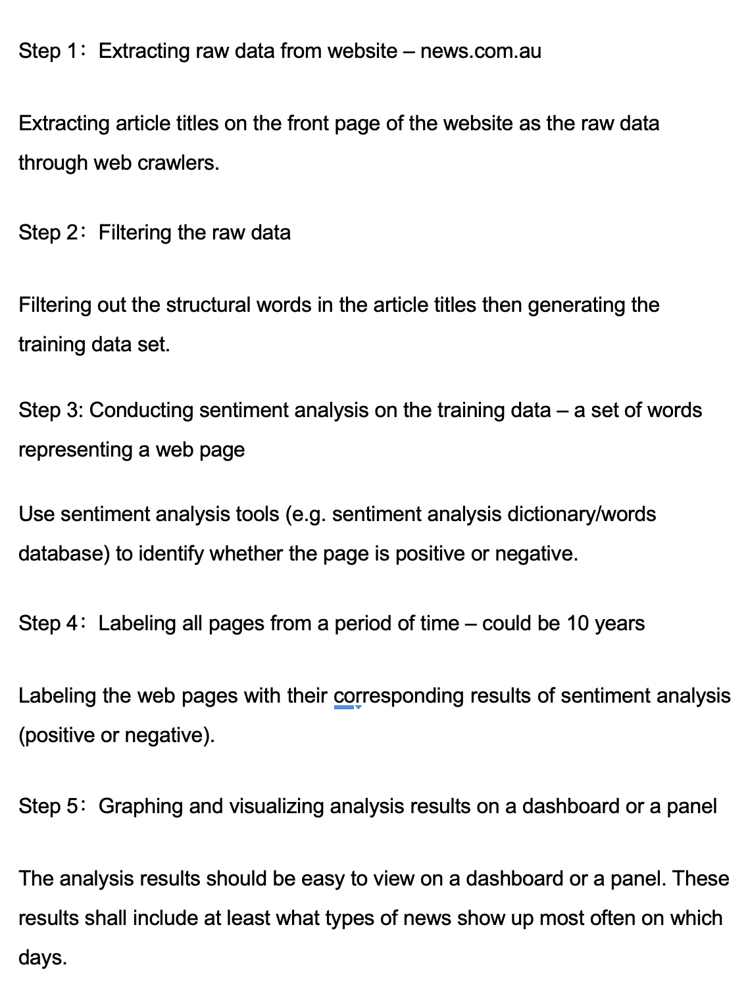 Step 1：Extracting raw data from website – news.com.au
Extracting article titles on the front page of the website as the raw data
through web crawlers.
Step 2：Filtering the raw data
Filtering out the structural words in the article titles then generating the
training data set.
Step 3: Conducting sentiment analysis on the training data – a set of words
representing a web page
Use sentiment analysis tools (e.g. sentiment analysis dictionary/words
database) to identify whether the page is positive or negative.
Step 4：Labeling all pages from a period of time – could be 10 years
Labeling the web pages with their corresponding results of sentiment analysis
(positive or negative).
Step 5：Graphing and visualizing analysis results on a dashboard or a panel
The analysis results should be easy to view on a dashboard or a panel. These
results shall include at least what types of news show up most often on which
days.